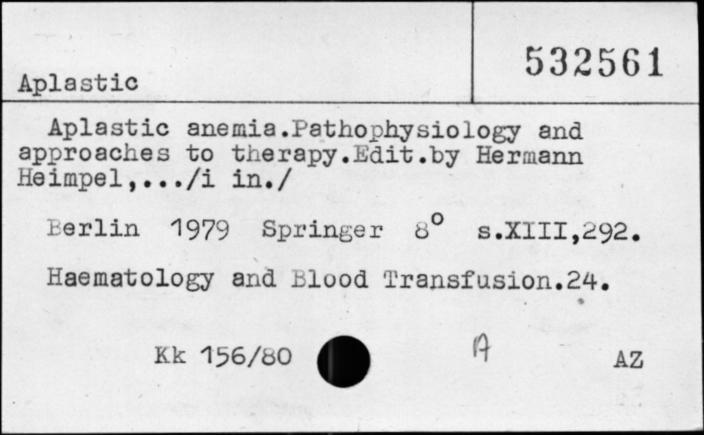 532561
Aplastic
Aplastic anemia.Pathophysiology and
approaches to therapy.Edit.by Hermann
Heimpel,.../i in./
Berlin 1979 Springer 8° s.XIII,292.
Haematology and Blood Transfusion.24.
Kk 156/80 A AZ